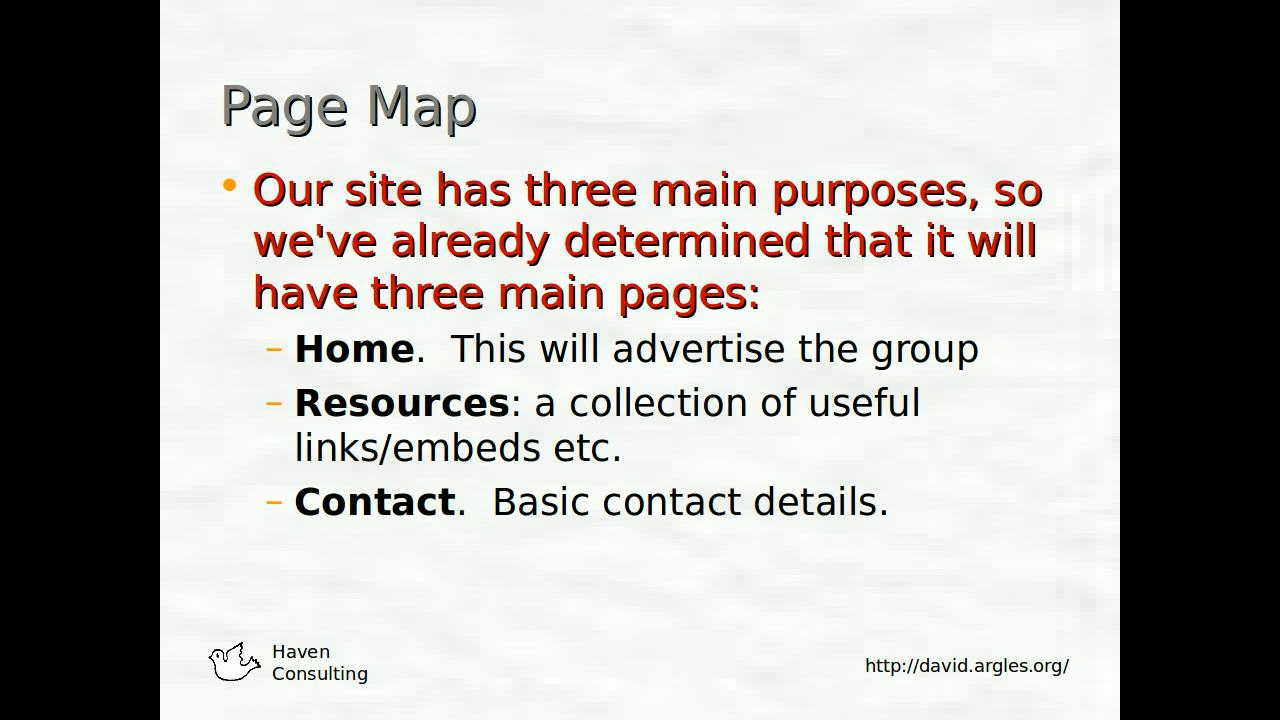 Page Map
• Our site has three main purposes, so
we've already determined that it will
have three main pages:
– Home.  This will advertise the group
– Resources: a collection of useful
links/embeds etc.
– Contact.  Basic contact details.
Haven
Consulting
http://david.argles.org/